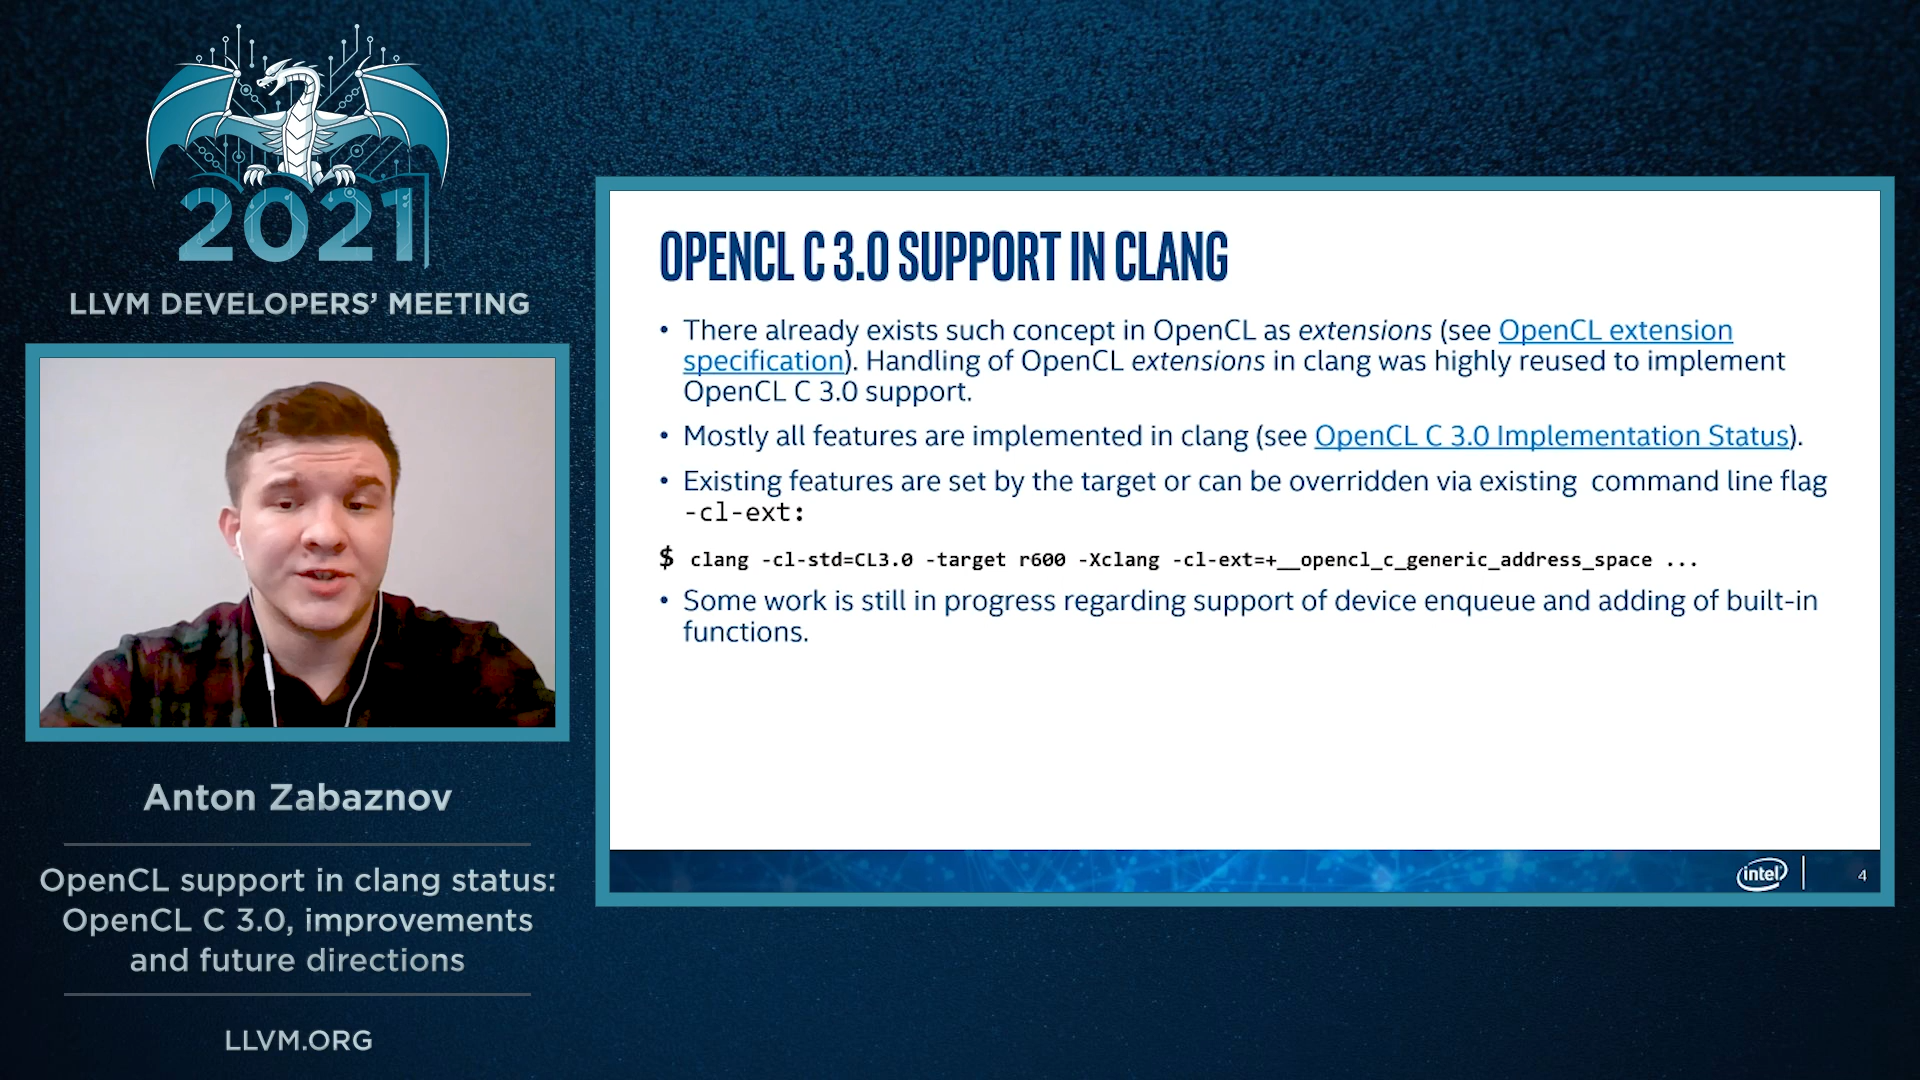 2021
LLVM DEVELOPERS’ MEETING
Anton Zabaznov
OpenCL support in clang status:
OpenCL C 3.0, improvements
and future directions
LLVM.ORG
OPENCL C 3.0 SUPPORT IN CLANG
• There already exists such concept in OpenCL as extensions (see OpenCL extension
specification). Handling of OpenCL extensions in clang was highly reused to implement
OpenCL C 3.0 support.
• Mostly all features are implemented in clang (see OpenCL C 3.0 Implementation Status).
• Existing features are set by the target or can be overridden via existing command line flag
-cl-ext:
$ clang -cl-std=CL3.0 -target r600 -Xclang -cl-ext=+__opencl_c_generic_address_space ...
• Some work is still in progress regarding support of device enqueue and adding of built-in
functions.
intel
4